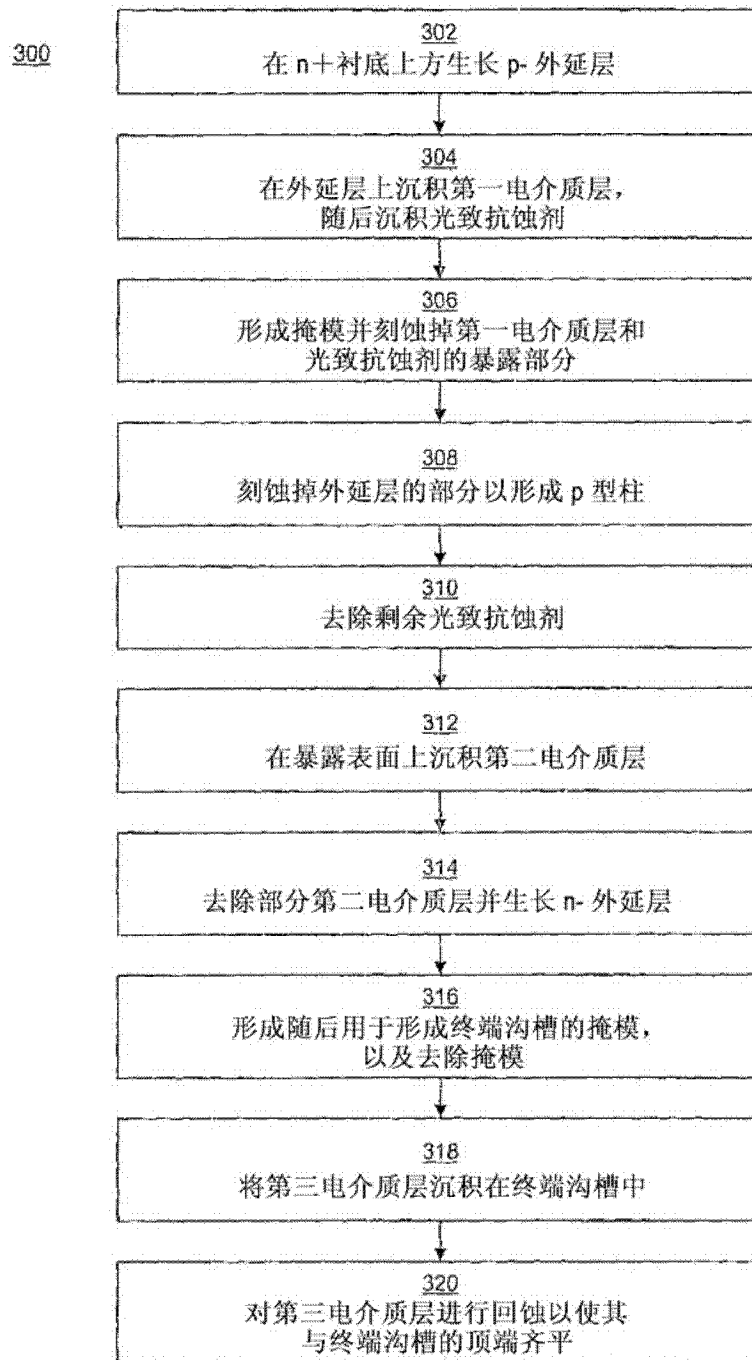 300
302
在 n+衬底上方生长 p- 外延层
304
在外延层上沉积第一电介质层，
随后沉积光致抗蚀剂
306
形成掩模并刻蚀掉第一电介质层和
光致抗蚀剂的暴露部分
308
刻蚀掉外延层的部分以形成 p 型柱
310
去除剩余光致抗蚀剂
312
在暴露表面上沉积第二电介质层
314
去除部分第二电介质层并生长 n- 外延层
316
形成随后用于形成终端沟槽的掩模，
以及去除掩模
318
将第三电介质层沉积在终端沟槽中
320
对第三电介质层进行回蚀以使其
与终端沟槽的顶端齐平